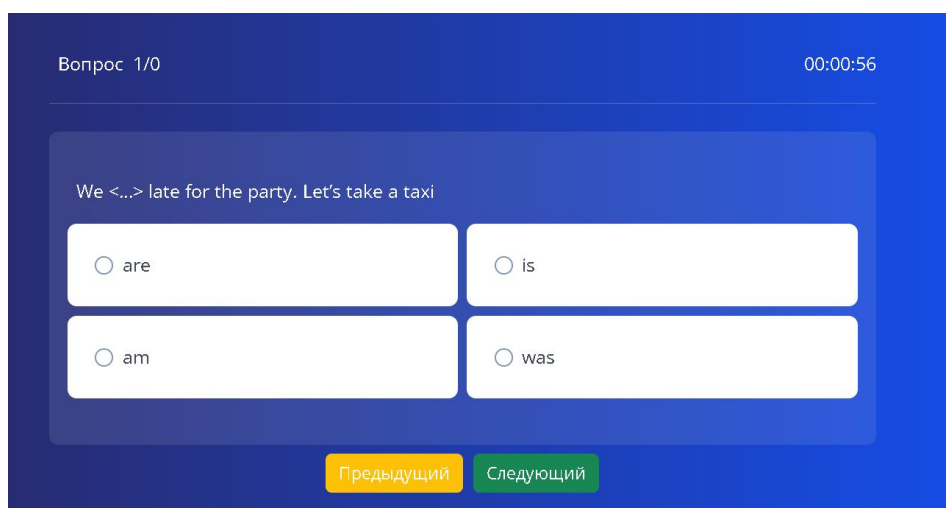 Вопрос 1/0
00:00:56
We <...> late for the party. Let’s take a taxi
are
is
am
was
Предыдущий
Следующий